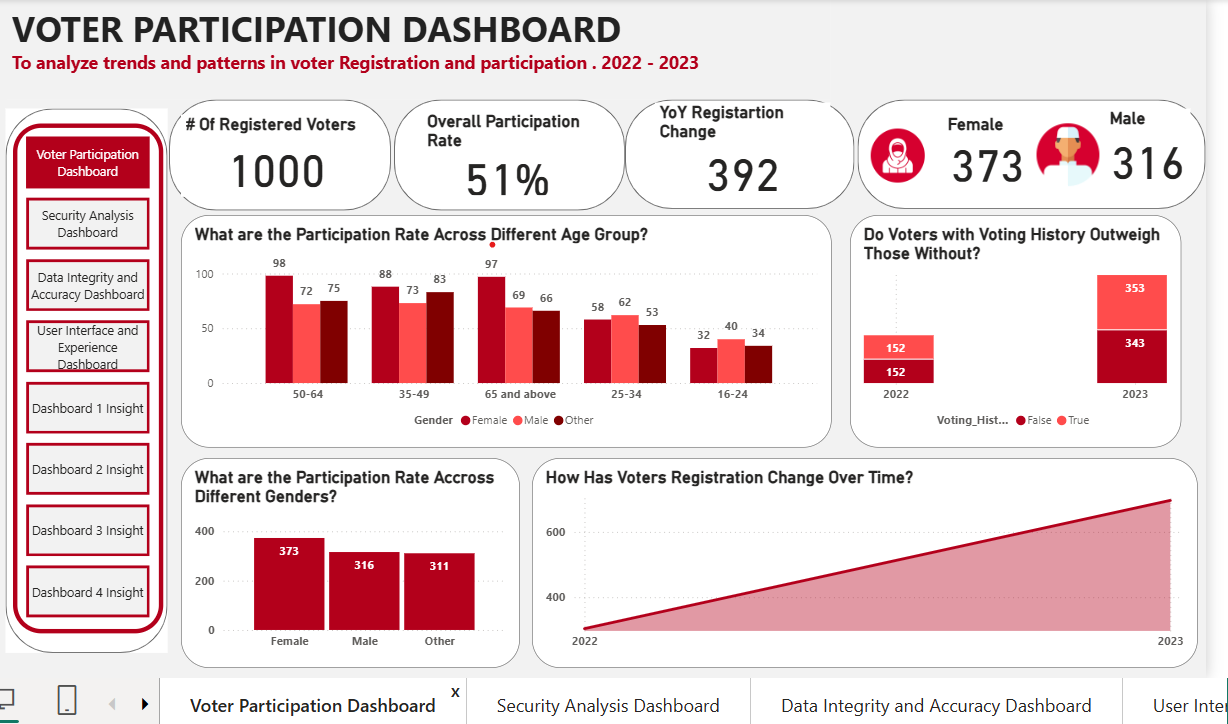 VOTER PARTICIPATION DASHBOARD
To analyze trends and patterns in voter Registration and participation . 2022 - 2023
Voter Participation
Dashboard
Security Analysis
Dashboard
Data Integrity and
Accuracy Dashboard
User Interface and
Experience
Dashboard
Dashboard 1 Insight
Dashboard 2 Insight
Dashboard 3 Insight
Dashboard 4 Insight
# Of Registered Voters
1000
Overall Participation
Rate
51%
YoY Registartion
Change
392
Female
373
Male
316
What are the Participation Rate Across Different Age Group?
100
50
0
98
72
75
88
73
83
97
69
66
58
62
53
32
40
34
50-64
35-49
65 and above
25-34
16-24
Gender Female Male Other
Do Voters with Voting History Outweigh
Those Without?
152
152
353
343
2022
2023
Voting_Hist... False True
What are the Participation Rate Accross
Different Genders?
400
200
0
373
316
311
Female
Male
Other
How Has Voters Registration Change Over Time?
600
400
2022
2023
Voter Participation Dashboard
x
Security Analysis Dashboard
Data Integrity and Accuracy Dashboard
User Inter